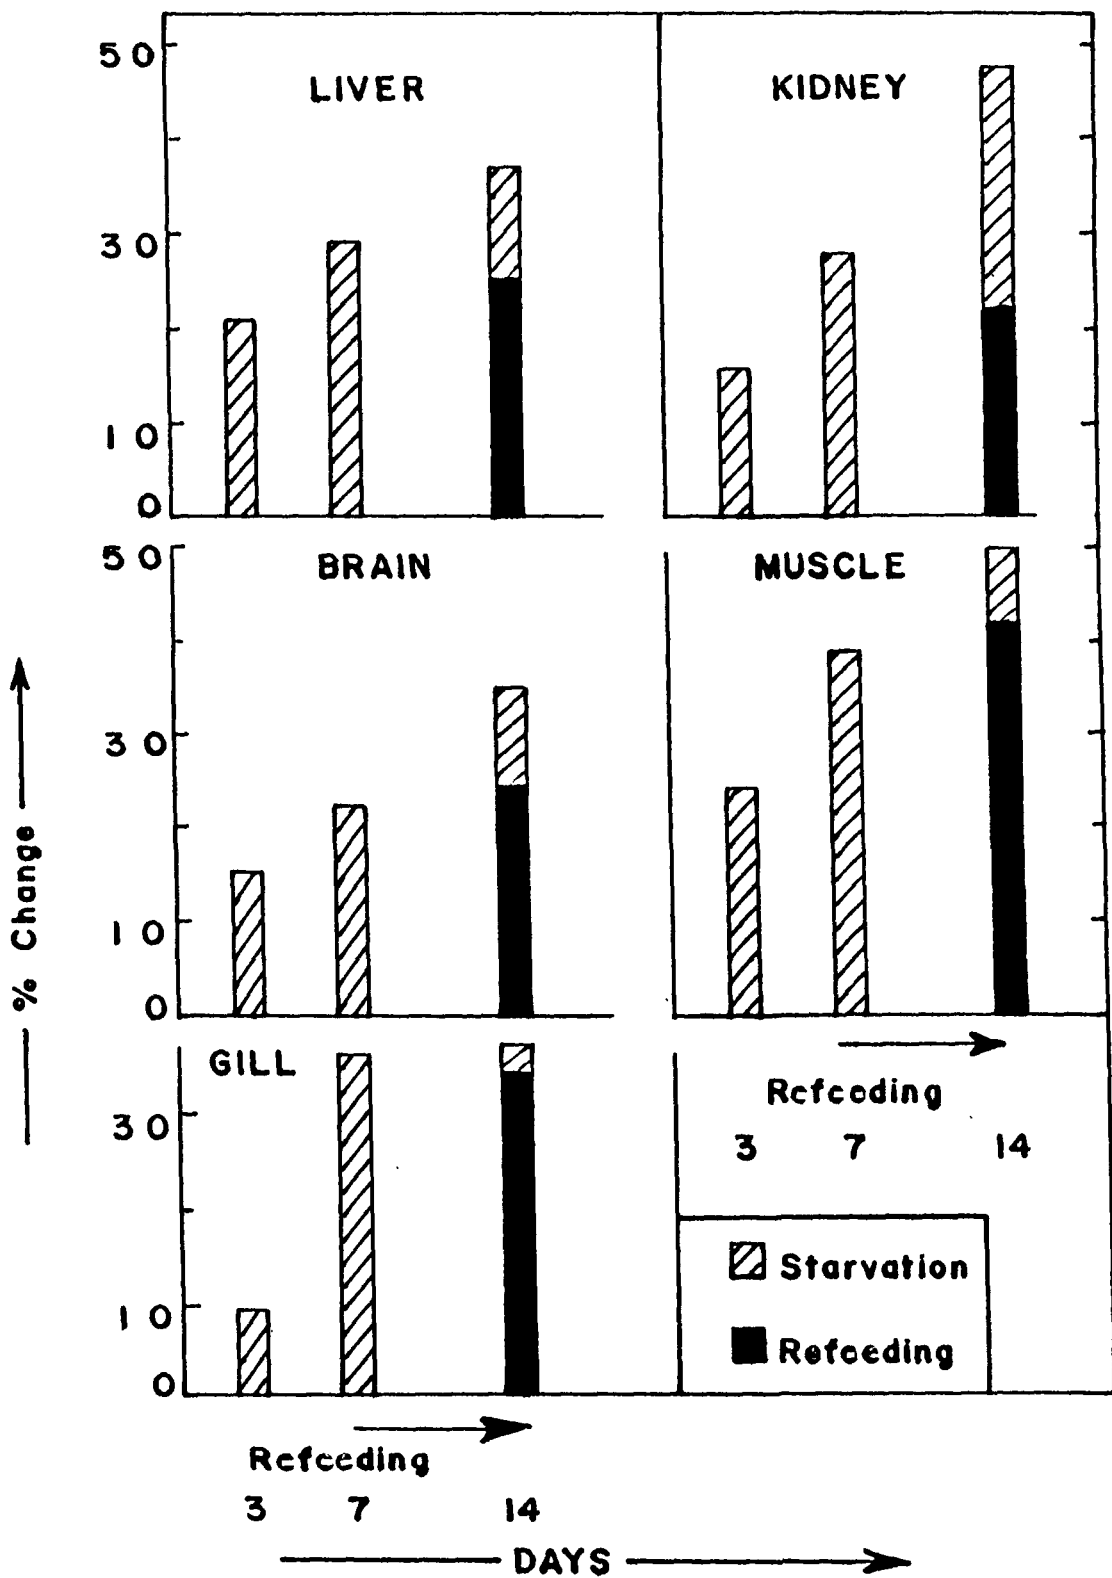 50
LIVER
KIDNEY
30
10
0
50
BRAIN
MUSCLE
30
10
0
% Change
GILL
Refeeding
3 7 14
30
10
0
Starvation
Refeeding
Refeeding
3 7 14
DAYS